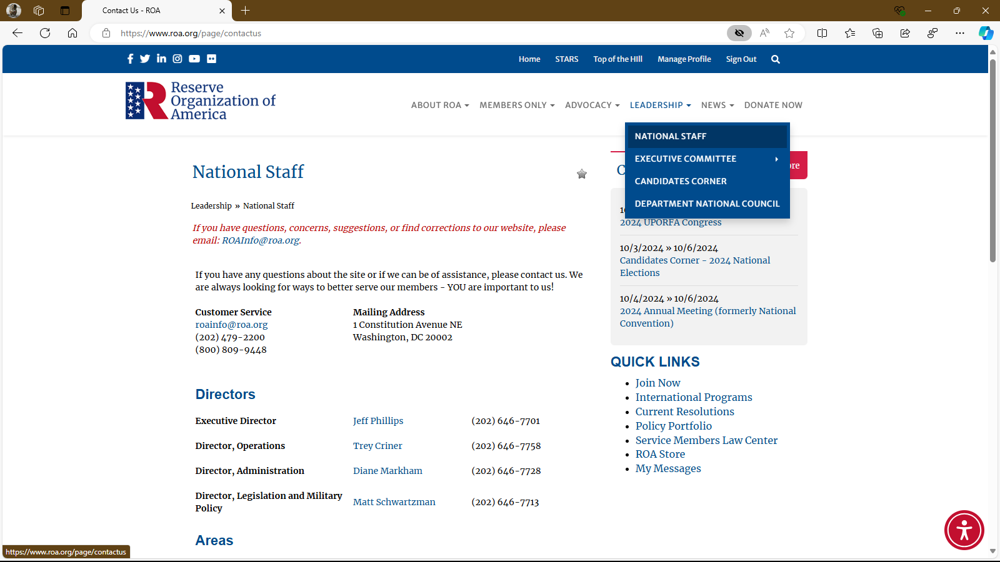 Contact Us - ROA
https://www.roa.org/page/contactus
Home STARS Top of the HIll Manage Profile Sign Out
Reserve
Organization of
America
ABOUT ROA MEMBERS ONLY ADVOCACY LEADERSHIP NEWS DONATE NOW
NATIONAL STAFF
EXECUTIVE COMMITTEE
CANDIDATES CORNER
DEPARTMENT NATIONAL COUNCIL
National Staff
Leadership » National Staff
If you have questions, concerns, suggestions, or find corrections to our website, please
email: ROAInfo@roa.org.
If you have any questions about the site or if we can be of assistance, please contact us. We
are always looking for ways to better serve our members - YOU are important to us!
Customer Service
roainfo@roa.org
(202) 479-2200
(800) 809-9448
Mailing Address
1 Constitution Avenue NE
Washington, DC 20002
Directors
Executive Director Jeff Phillips (202) 646-7701
Director, Operations Trey Criner (202) 646-7758
Director, Administration Diane Markham (202) 646-7728
Director, Legislation and Military
Policy
Matt Schwartzman (202) 646-7713
Areas
2024 UPORFA Congress
10/3/2024 » 10/6/2024
Candidates Corner - 2024 National
Elections
10/4/2024 » 10/6/2024
2024 Annual Meeting (formerly National
Convention)
QUICK LINKS
Join Now
International Programs
Current Resolutions
Policy Portfolio
Service Members Law Center
ROA Store
My Messages
https://www.roa.org/page/contactus